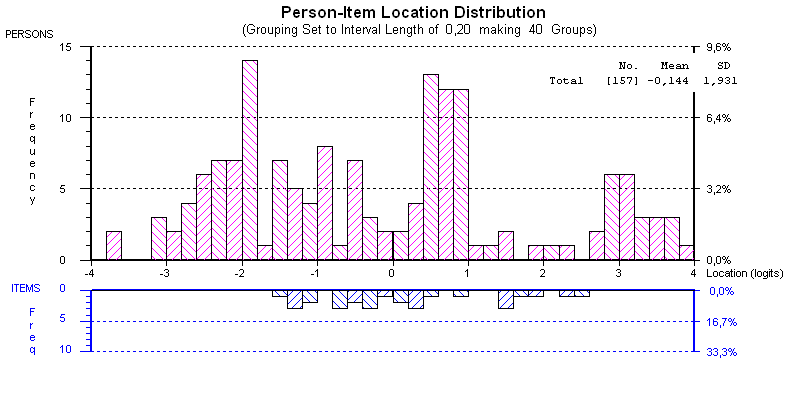 Person-Item Location Distribution
(Grouping Set to Interval Length of 0,20 making 40 Groups)
PERSONS
No. Mean SD
Total [157] -0,144 1,931
Frequency
15
10
5
0
9,6%
6,4%
3,2%
0,0%
-4 -3 -2 -1 0 1 2 3 4 Location (logits)
ITEMS
Freq
0
5
10
0,0%
16,7%
33,3%